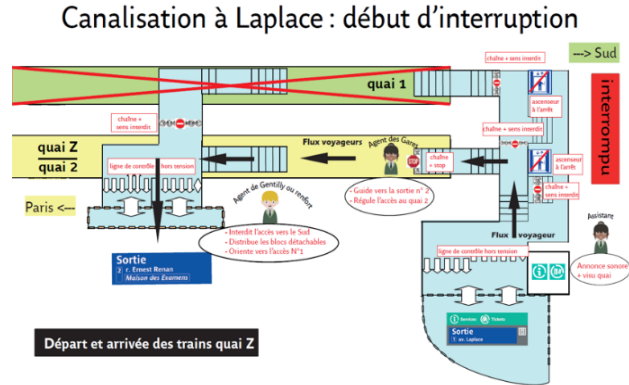 Canalisation à Laplace : début d'interruption
---> Sud
chaîne +
sens interdit
quai 1
ascenseur
à l'arrêt
interrompu
chaîne +
sens interdit
chaîne + sens interdit
quai Z
quai 2
Flux voyageurs
Agent des Gares
STOP
chaîne
+ stop
ascenseur
à l'arrêt
ligne de contrôle hors tension
chaîne +
sens interdit
- Guide vers la sortie n° 2
- Régule l'accès au quai 2
Paris <---
Agent de Gentilly ou renfort
- Interdit l'accès vers le Sud
- Distribue les blocs détachables
- Oriente vers l'accès N°1
Flux voyageur
Assistant
ligne de contrôle hors tension
Annonce sonore
+ visu quai
Sortie
2 r. Ernest Renan
Maison des Examens
Services
Tickets
Sortie
1 av. Laplace
Départ et arrivée des trains quai Z